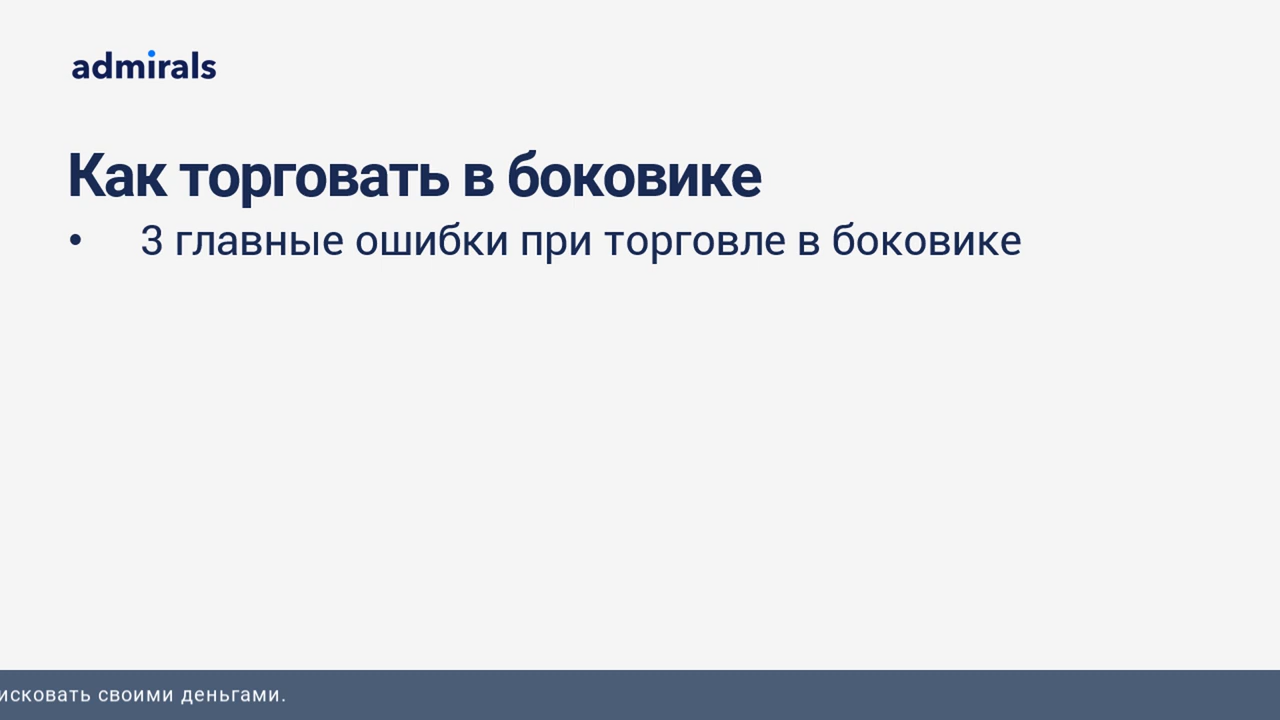 admirals
Как торговать в боковике
• 3 главные ошибки при торговле в боковике
исковать своими деньгами.